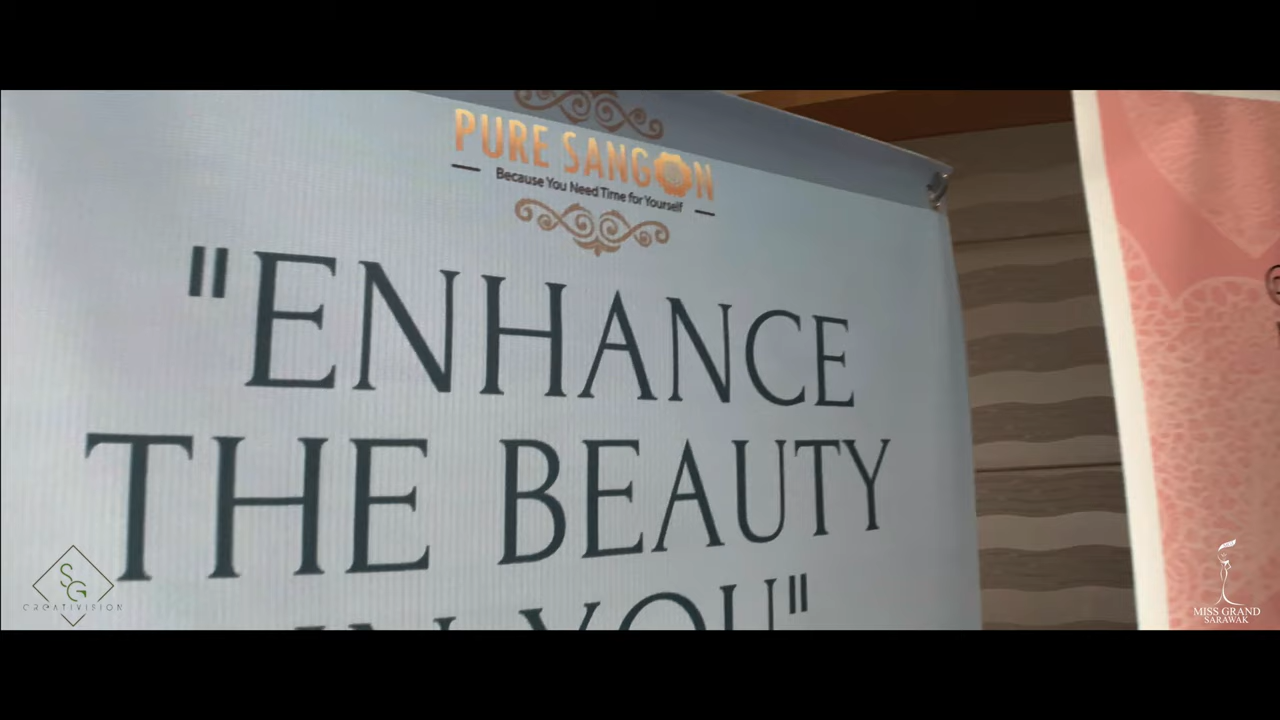 PURE SANGON
Because You Need Time for Yourself
"ENHANCE
THE BEAUTY
IN YOU"
SG
CREATIVISION
MISS GRAND
SARAWAK